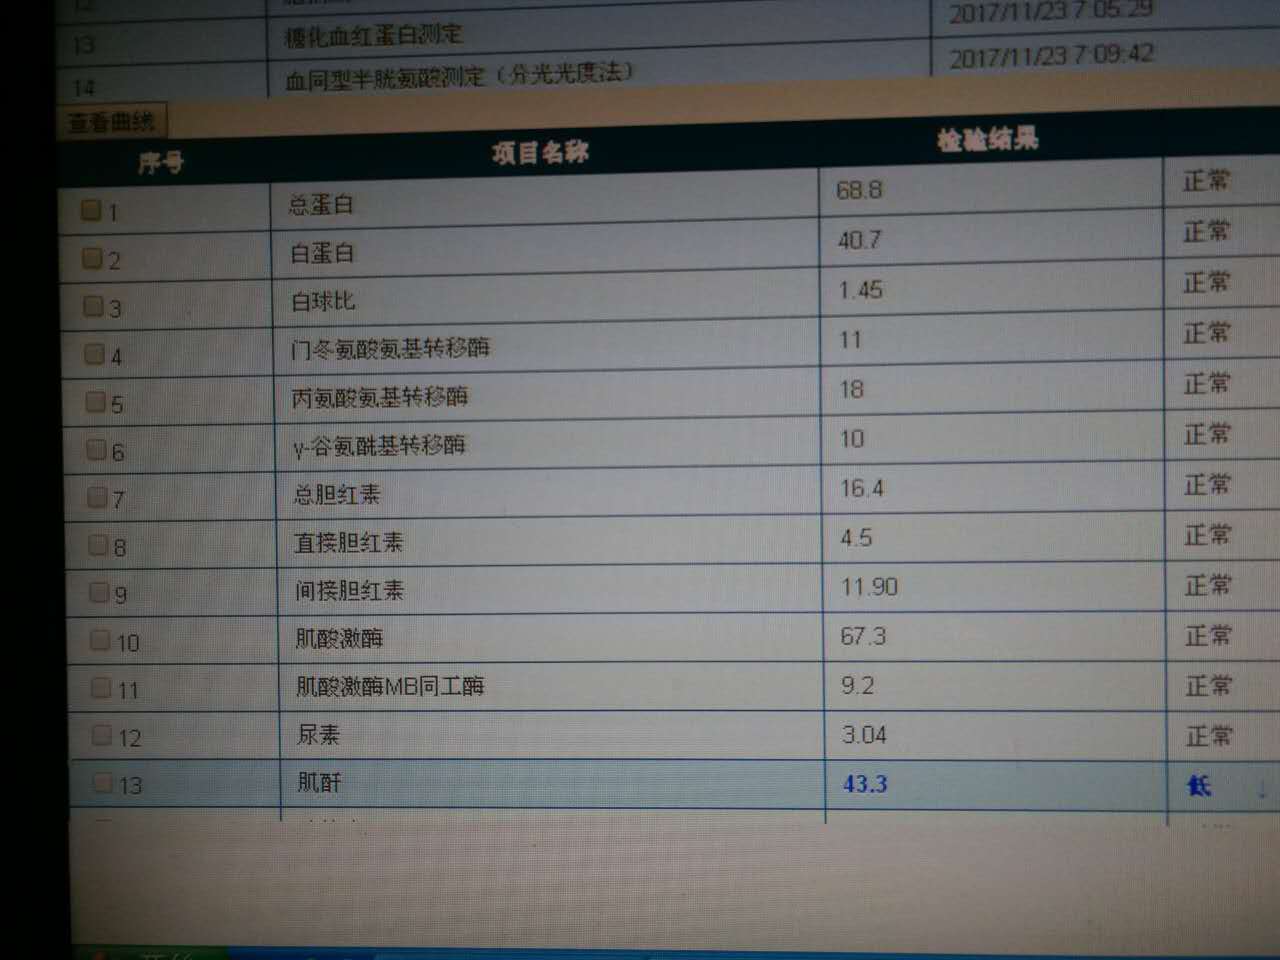 13 糖化血红蛋白测定 2017/11/23 7:05:29
14 血同型半胱氨酸测定（分光光度法） 2017/11/23 7:09:42
查看曲线
序号 项目名称 检验结果
1 总蛋白 68.8 正常
2 白蛋白 40.7 正常
3 白球比 1.45 正常
4 门冬氨酸氨基转移酶 11 正常
5 丙氨酸氨基转移酶 18 正常
6 γ-谷氨酰基转移酶 10 正常
7 总胆红素 16.4 正常
8 直接胆红素 4.5 正常
9 间接胆红素 11.90 正常
10 肌酸激酶 67.3 正常
11 肌酸激酶MB同工酶 9.2 正常
12 尿素 3.04 正常
13 肌酐 43.3 低 ↓